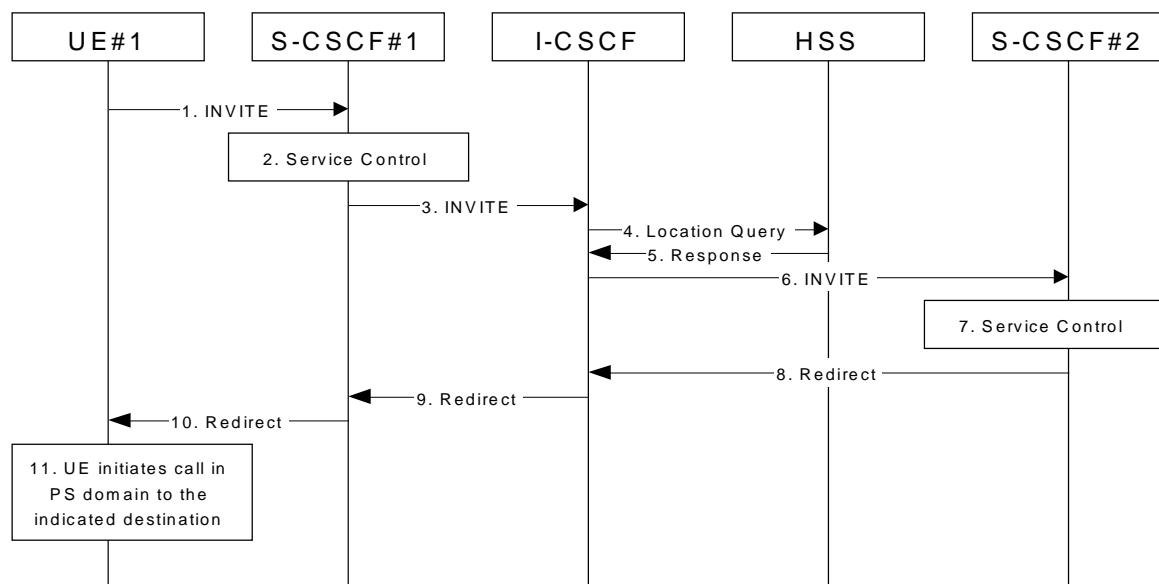 UE#1
S-CSCF#1
I-CSCF
HSS
S-CSCF#2
1. INVITE
2. Service Control
3. INVITE
4. Location Query
5. Response
6. INVITE
7. Service Control
8. Redirect
9. Redirect
10. Redirect
11. UE initiates call in
PS domain to the
indicated destination